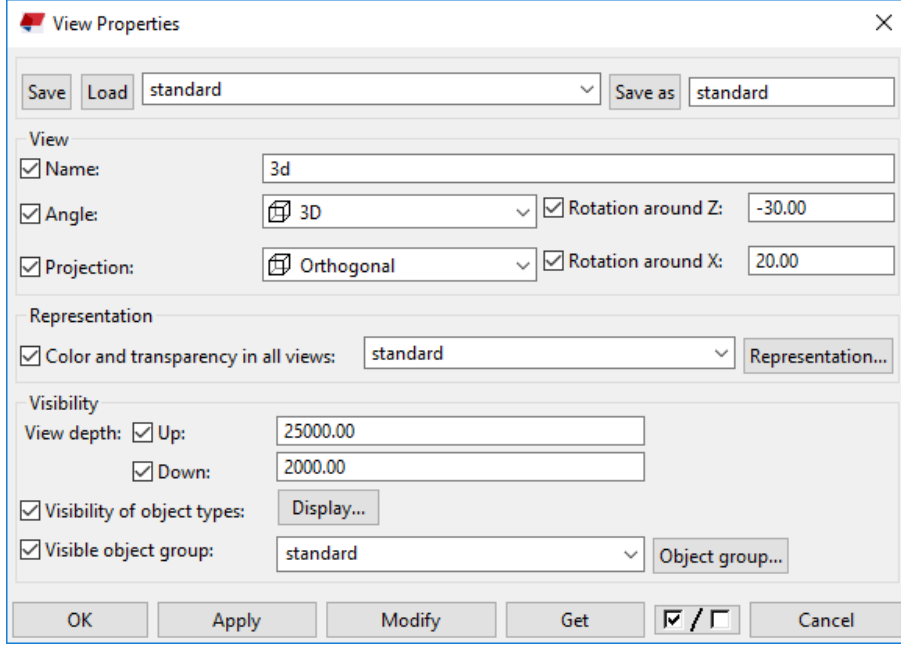 View Properties
Save Load standard Save as standard
View
Name: 3d
Angle: 3D Rotation around Z: -30.00
Projection: Orthogonal Rotation around X: 20.00
Representation
Color and transparency in all views: standard Representation...
Visibility
View depth: Up: 25000.00
Down: 2000.00
Visibility of object types: Display...
Visible object group: standard Object group...
OK Apply Modify Get / Cancel